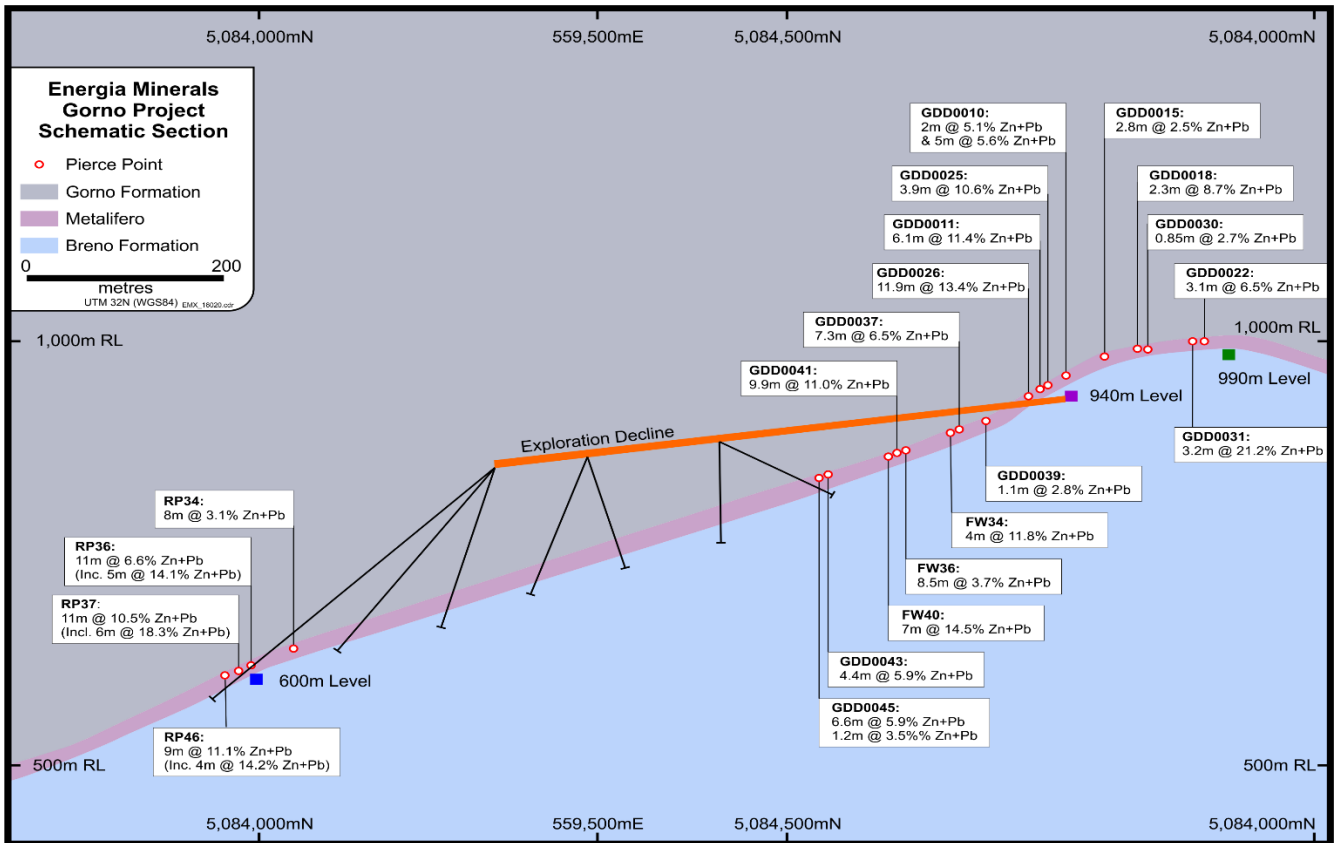 5,084,000mN
559,500mE
5,084,500mN
5,084,000mN
Energia Minerals
Gorno Project
Schematic Section
Pierce Point
Gorno Formation
Metalifero
Breno Formation
0
200
metres
UTM 32N (WGS84) EMX_16020.cdr
GDD0010:
2m @ 5.1% Zn+Pb
& 5m @ 5.6% Zn+Pb
GDD0015:
2.8m @ 2.5% Zn+Pb
GDD0025:
3.9m @ 10.6% Zn+Pb
GDD0018:
2.3m @ 8.7% Zn+Pb
GDD0011:
6.1m @ 11.4% Zn+Pb
GDD0030:
0.85m @ 2.7% Zn+Pb
GDD0026:
11.9m @ 13.4% Zn+Pb
GDD0022:
3.1m @ 6.5% Zn+Pb
GDD0037:
7.3m @ 6.5% Zn+Pb
1,000m RL
1,000m RL
GDD0041:
9.9m @ 11.0% Zn+Pb
990m Level
940m Level
Exploration Decline
GDD0031:
3.2m @ 21.2% Zn+Pb
GDD0039:
1.1m @ 2.8% Zn+Pb
RP34:
8m @ 3.1% Zn+Pb
FW34:
4m @ 11.8% Zn+Pb
RP36:
11m @ 6.6% Zn+Pb
(Inc. 5m @ 14.1% Zn+Pb)
FW36:
8.5m @ 3.7% Zn+Pb
RP37:
11m @ 10.5% Zn+Pb
(Incl. 6m @ 18.3% Zn+Pb)
FW40:
7m @ 14.5% Zn+Pb
GDD0043:
4.4m @ 5.9% Zn+Pb
600m Level
GDD0045:
6.6m @ 5.9% Zn+Pb
1.2m @ 3.5%% Zn+Pb
RP46:
9m @ 11.1% Zn+Pb
(Inc. 4m @ 14.2% Zn+Pb)
500m RL
500m RL
5,084,000mN
559,500mE
5,084,500mN
5,084,000mN